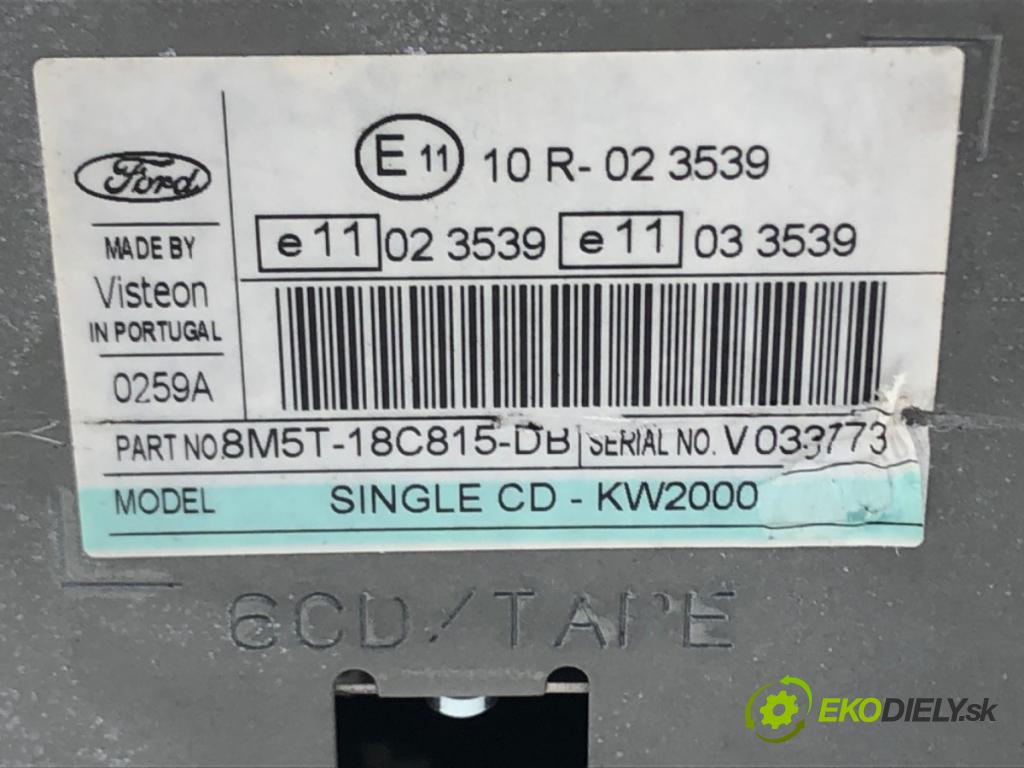 E 11 10 R- 02 3539
Ford
e 11 02 3539 e 11 03 3539
MADE BY
Visteon
IN PORTUGAL
0259A
PART NO. 8M5T-18C815-DB SERIAL NO. V033773
MODEL SINGLE CD - KW2000
6CD/TAPE
EKODIELY.sk